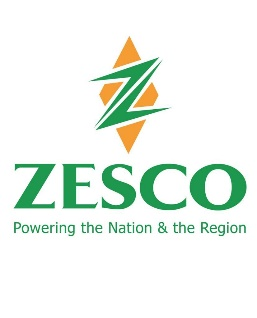 ZESCO
Powering the Nation & the Region